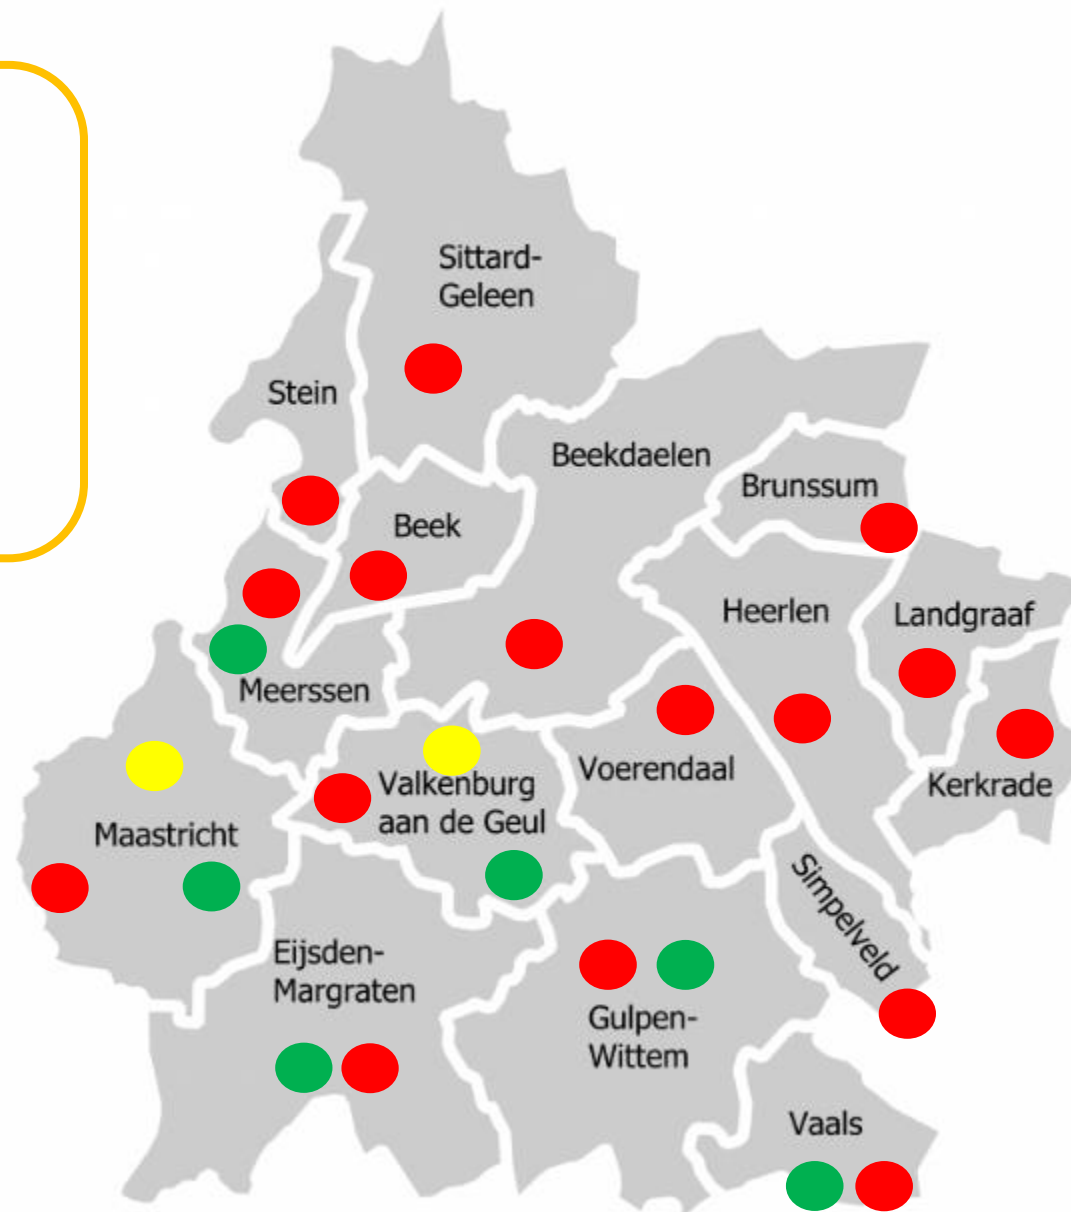 Sittard-
Geleen
Stein
Beekdaelen
Brunssum
Beek
Heerlen
Landgraaf
Meerssen
Voerendaal
Valkenburg
aan de Geul
Kerkrade
Maastricht
Simpelveld
Eijsden-
Margraten
Gulpen-
Wittem
Vaals